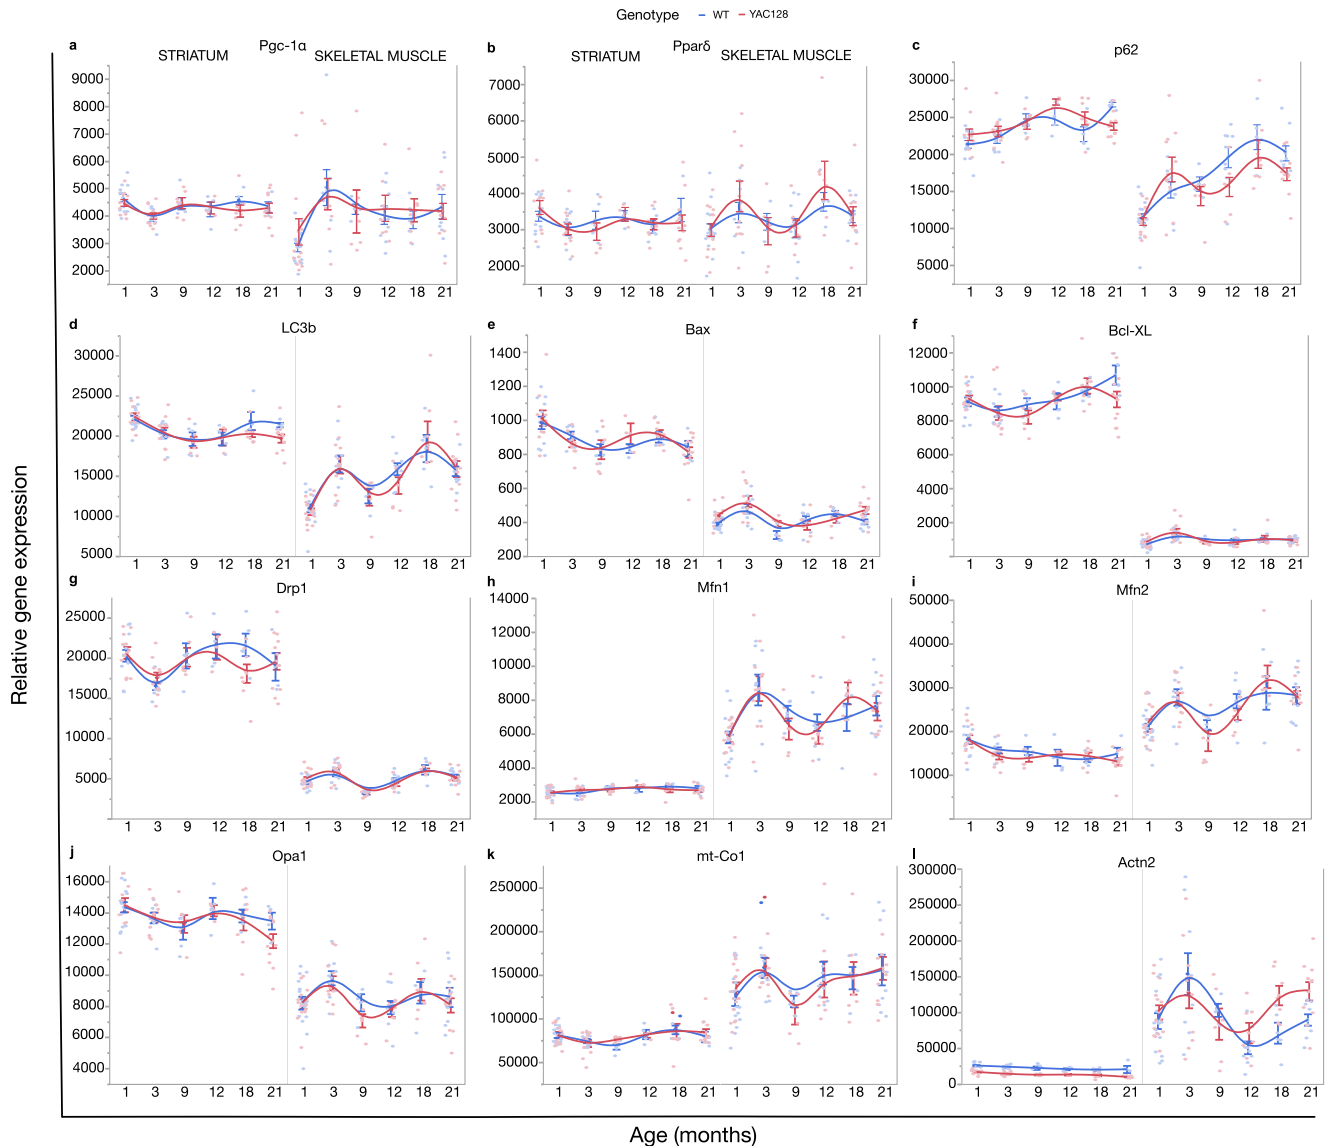 Genotype WT YAC128
a Pgc-1α
STRIATUM SKELETAL MUSCLE
9000
8000
7000
6000
5000
4000
3000
2000
1 3 9 12 18 21 1 3 9 12 18 21
b Pparδ
STRIATUM SKELETAL MUSCLE
7000
6000
5000
4000
3000
2000
1 3 9 12 18 21 1 3 9 12 18 21
c p62
30000
25000
20000
15000
10000
5000
1 3 9 12 18 21 1 3 9 12 18 21
d LC3b
30000
25000
20000
15000
10000
5000
1 3 9 12 18 21 1 3 9 12 18 21
e Bax
1400
1200
1000
800
600
400
200
1 3 9 12 18 21 1 3 9 12 18 21
f Bcl-XL
12000
10000
8000
6000
4000
2000
1 3 9 12 18 21 1 3 9 12 18 21
g Drp1
25000
20000
15000
10000
5000
1 3 9 12 18 21 1 3 9 12 18 21
h Mfn1
14000
12000
10000
8000
6000
4000
2000
1 3 9 12 18 21 1 3 9 12 18 21
i Mfn2
50000
40000
30000
20000
10000
1 3 9 12 18 21 1 3 9 12 18 21
j Opa1
16000
14000
12000
10000
8000
6000
4000
1 3 9 12 18 21 1 3 9 12 18 21
k mt-Co1
250000
200000
150000
100000
50000
1 3 9 12 18 21 1 3 9 12 18 21
l Actn2
300000
250000
200000
150000
100000
50000
0
1 3 9 12 18 21 1 3 9 12 18 21
Relative gene expression
Age (months)